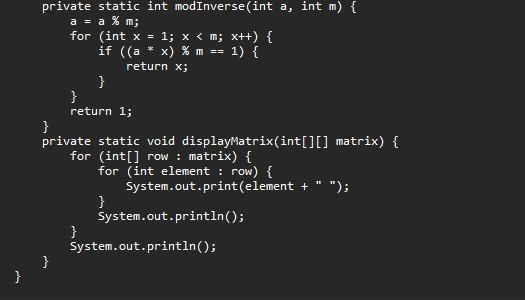 private static int modInverse(int a, int m) {
        a = a % m;
        for (int x = 1; x < m; x++) {
            if ((a * x) % m == 1) {
                return x;
            }
        }
        return 1;
    }
    private static void displayMatrix(int[][] matrix) {
        for (int[] row : matrix) {
            for (int element : row) {
                System.out.print(element + " ");
            }
            System.out.println();
        }
        System.out.println();
    }
}